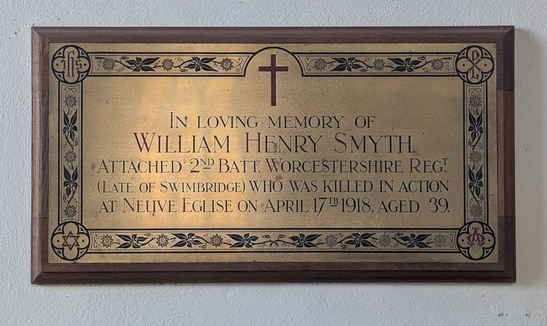 IN LOVING MEMORY OF
WILLIAM HENRY SMYTH,
ATTACHED 2ND BATT. WORCESTERSHIRE REGT
(LATE OF SWIMBRIDGE) WHO WAS KILLED IN ACTION
AT NEUVE EGLISE ON APRIL 17TH 1918, AGED 39.